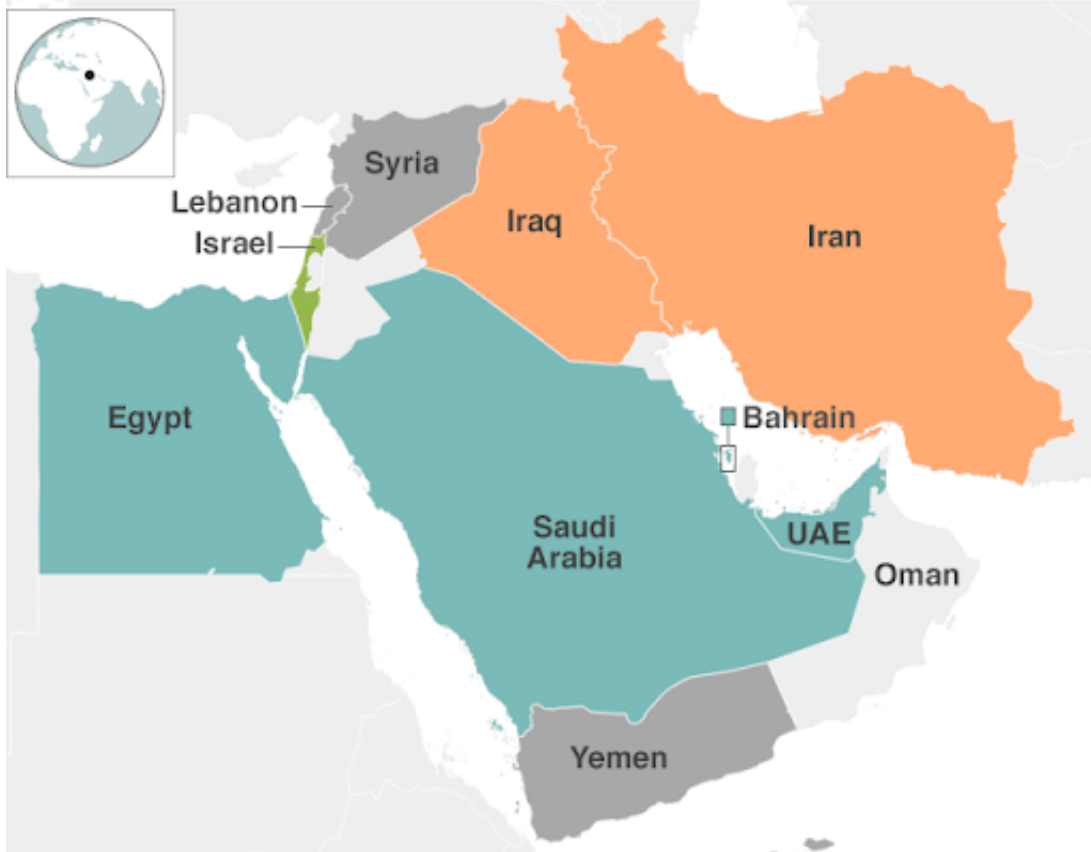 Syria
Lebanon
Iraq
Israel
Iran
Egypt
Bahrain
Saudi
Arabia
UAE
Oman
Yemen